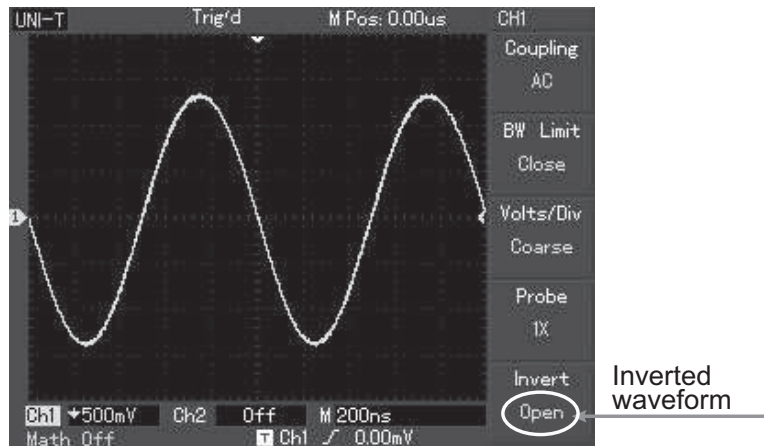 UNI-T Trig'd M Pos: 0.00us CH1
Coupling
AC
BW Limit
Close
Volts/Div
Coarse
Probe
1X
Invert
Open
Inverted
waveform
1
Ch1 500mV Ch2 Off M 200ns
Math Off T Ch1 0.00mV